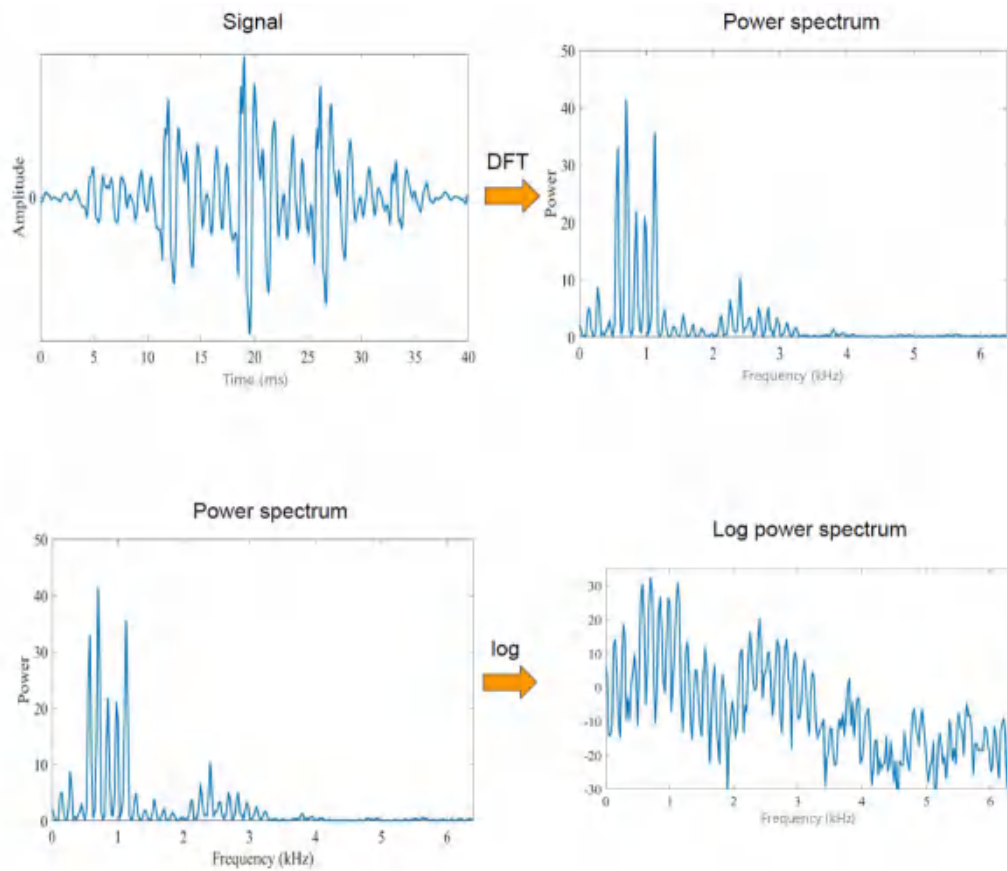 Signal
Amplitude
0
0 5 10 15 20 25 30 35 40
Time (ms)
DFT
Power spectrum
Power
50
40
30
20
10
0
0 1 2 3 4 5 6
Frequency (kHz)
Power spectrum
Power
50
40
30
20
10
0
0 1 2 3 4 5 6
Frequency (kHz)
log
Log power spectrum
30
20
10
0
-10
-20
-30
0 1 2 3 4 5 6
Frequency (kHz)